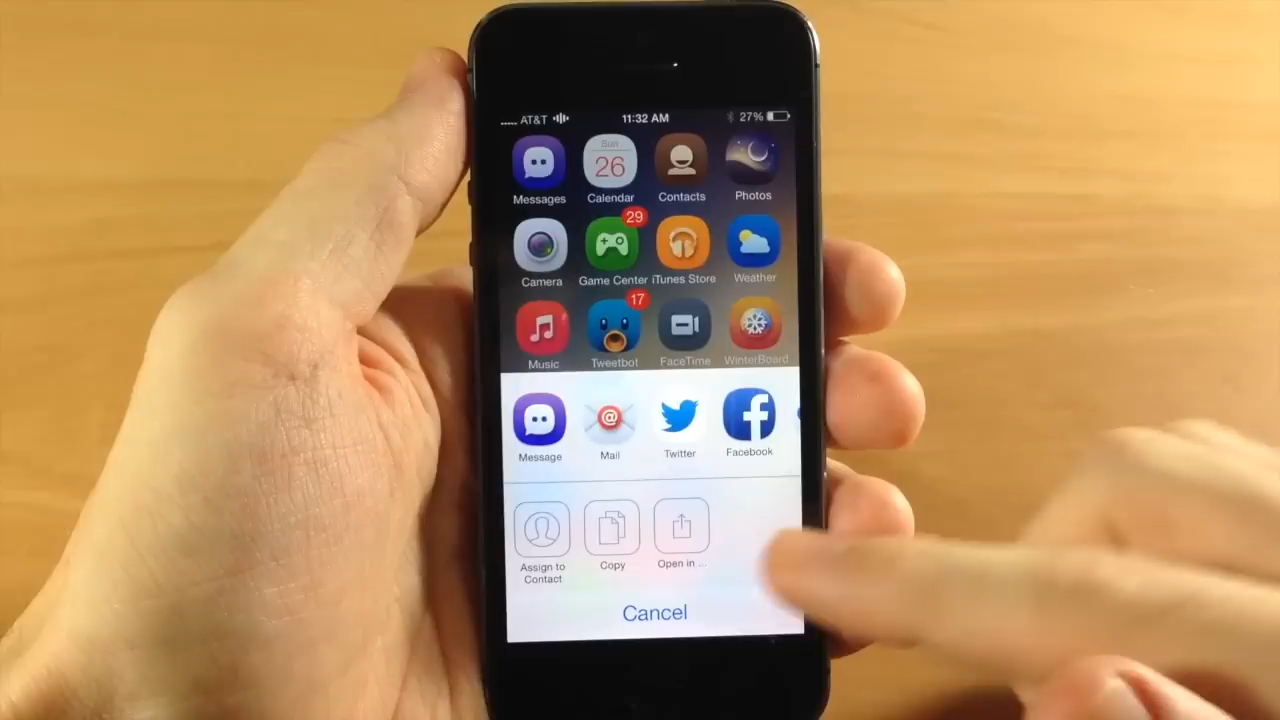 AT&T 11:32 AM 27%
Sun
26
Messages Calendar Contacts Photos
29
Camera Game Center iTunes Store Weather
17
Music Tweetbot FaceTime WinterBoard
@
f
Message Mail Twitter Facebook
Assign to Contact Copy Open in ...
Cancel